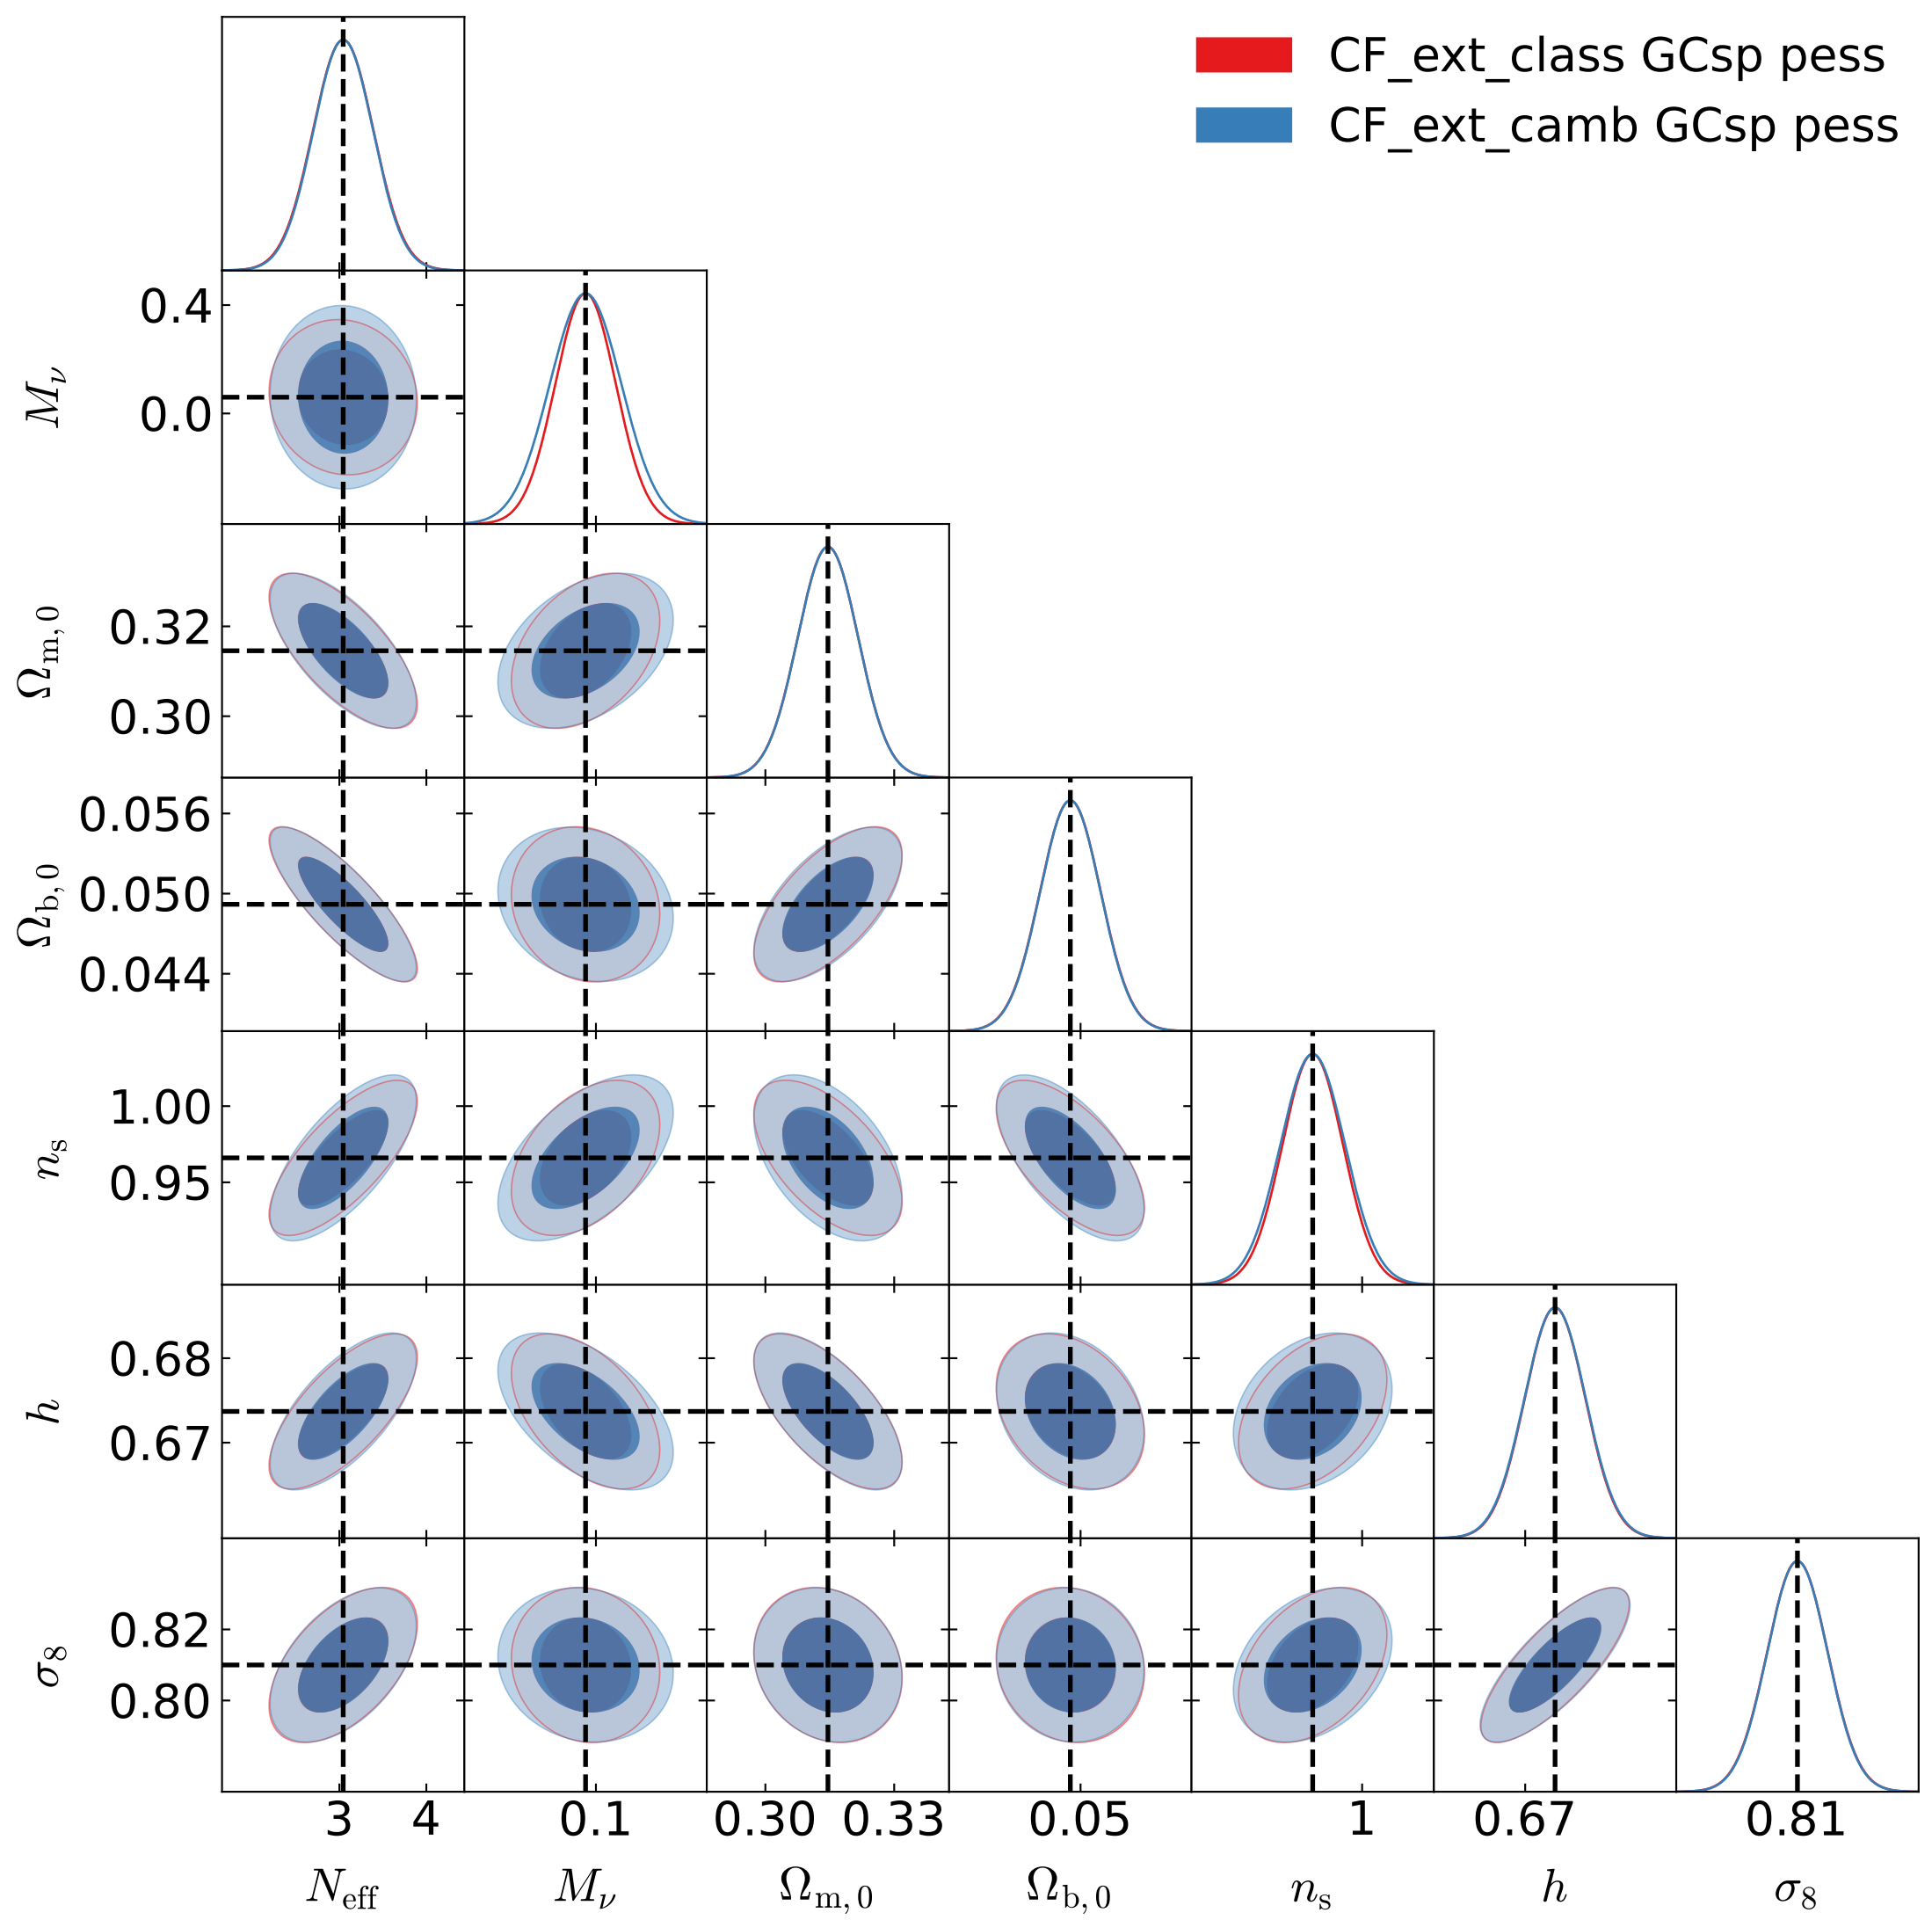 CF_ext_class GCsp pess
CF_ext_camb GCsp pess
0.4
0.0
M_ν
0.32
0.30
Ω_m,0
0.056
0.050
0.044
Ω_b,0
1.00
0.95
n_s
0.68
0.67
h
0.82
0.80
σ_8
3 4 0.1 0.30 0.33 0.05 1 0.67 0.81
N_eff M_ν Ω_m,0 Ω_b,0 n_s h σ_8